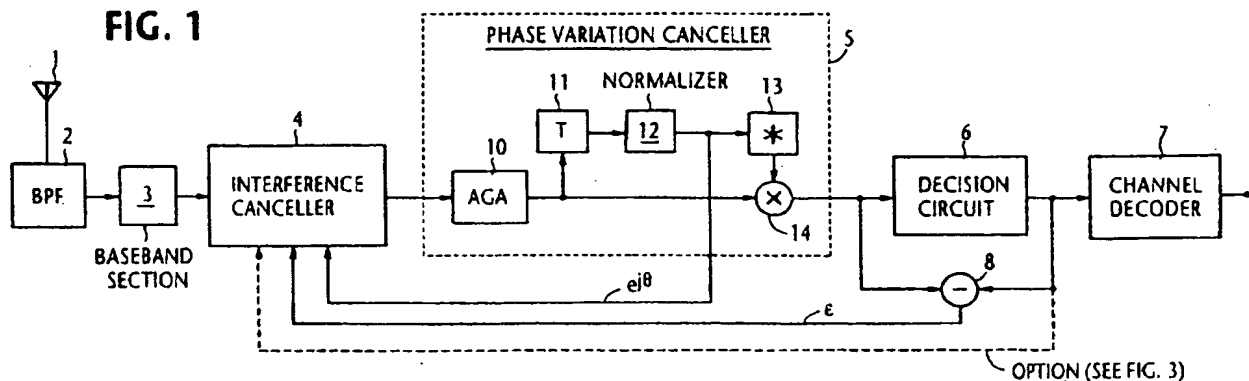 FIG. 1
PHASE VARIATION CANCELLER
5
1
11
NORMALIZER
13
2
4
T
12
*
6
7
10
BPF.
3
INTERFERENCE
CANCELLER
AGA
×
14
DECISION
CIRCUIT
CHANNEL
DECODER
BASEBAND
SECTION
8
−
ejθ
ε
OPTION (SEE FIG. 3)